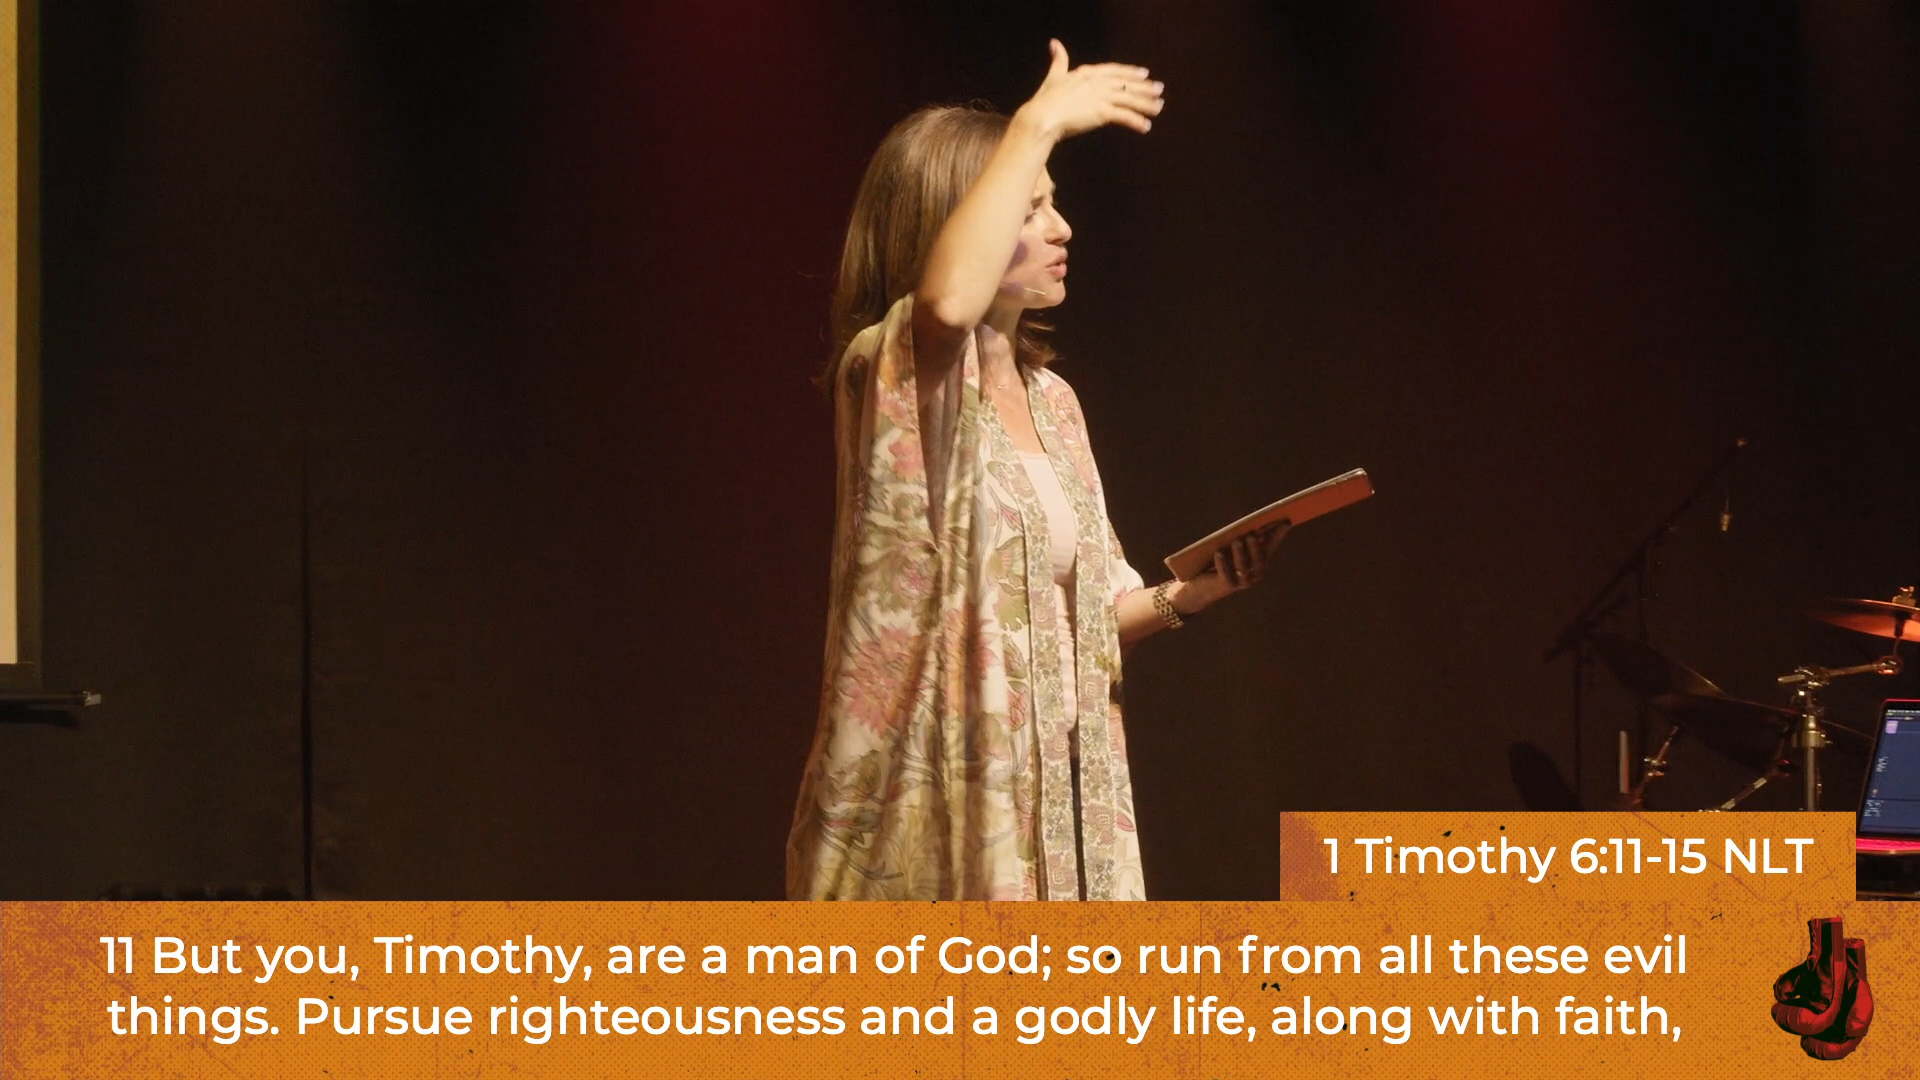 1 Timothy 6:11-15 NLT
11 But you, Timothy, are a man of God; so run from all these evil
things. Pursue righteousness and a godly life, along with faith,